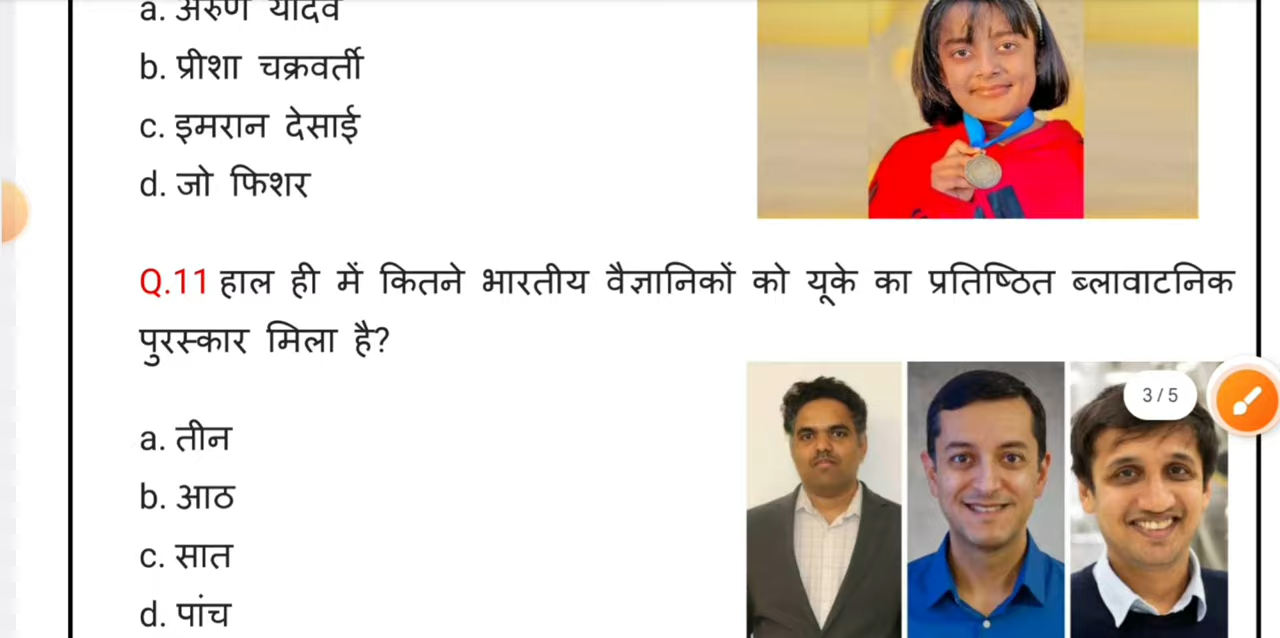 a. अरुण यादव
b. प्रीशा चक्रवर्ती
c. इमरान देसाई
d. जो फिशर
Q.11 हाल ही में कितने भारतीय वैज्ञानिकों को यूके का प्रतिष्ठित ब्लावाटनिक
पुरस्कार मिला है?
3/5
a. तीन
b. आठ
c. सात
d. पांच